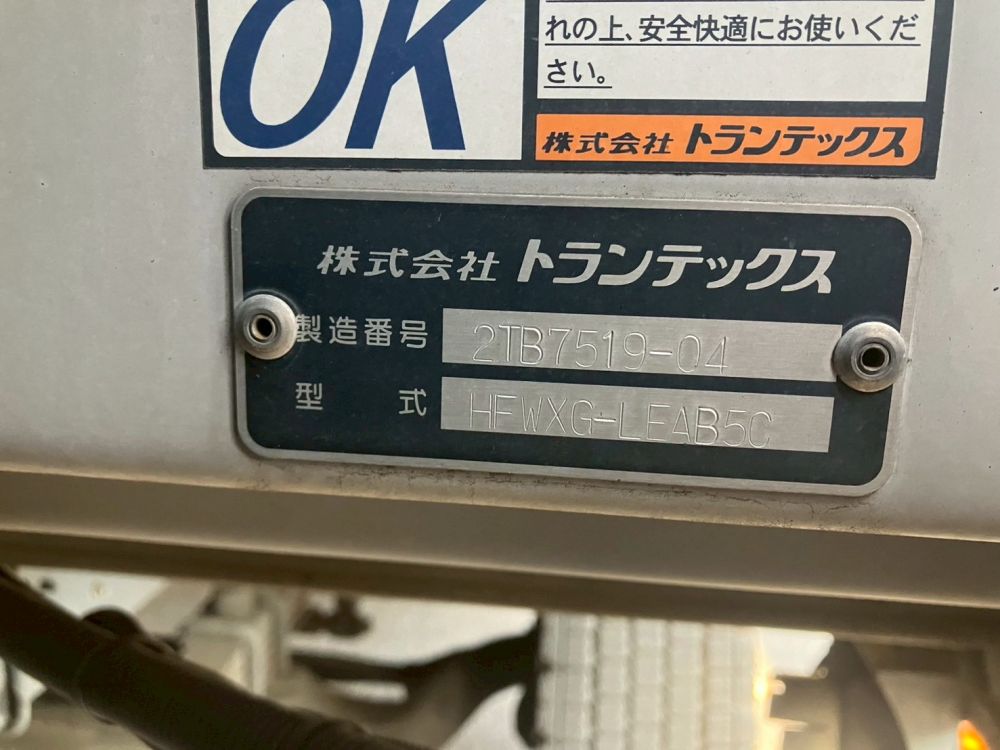 OK
れの上、安全快適にお使いくだ
さい。
株式会社 トランテックス
株式会社 トランテックス
製造番号 2TB7519-04
型 式 HFWXG-LEAB5C